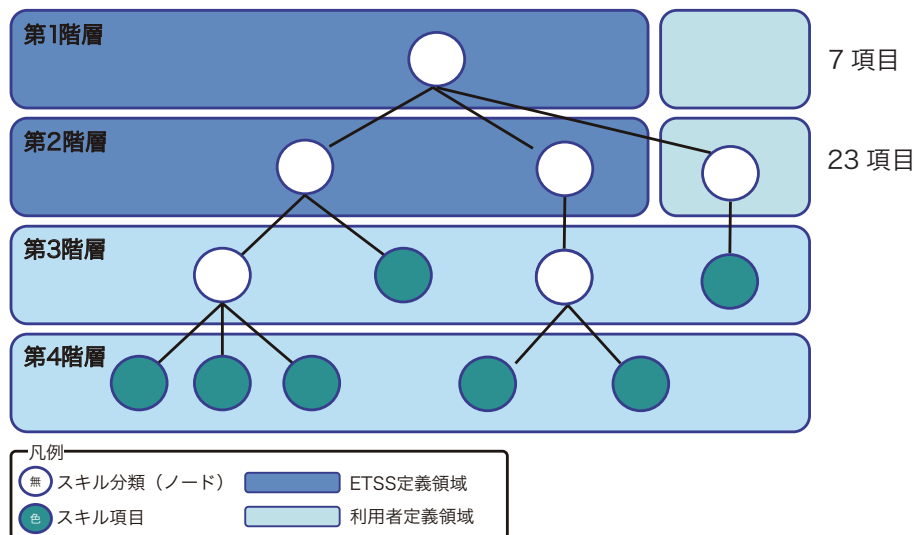 第1階層
7 項目
第2階層
23 項目
第3階層
第4階層
凡例
無 スキル分類（ノード） ETSS定義領域
色 スキル項目 利用者定義領域